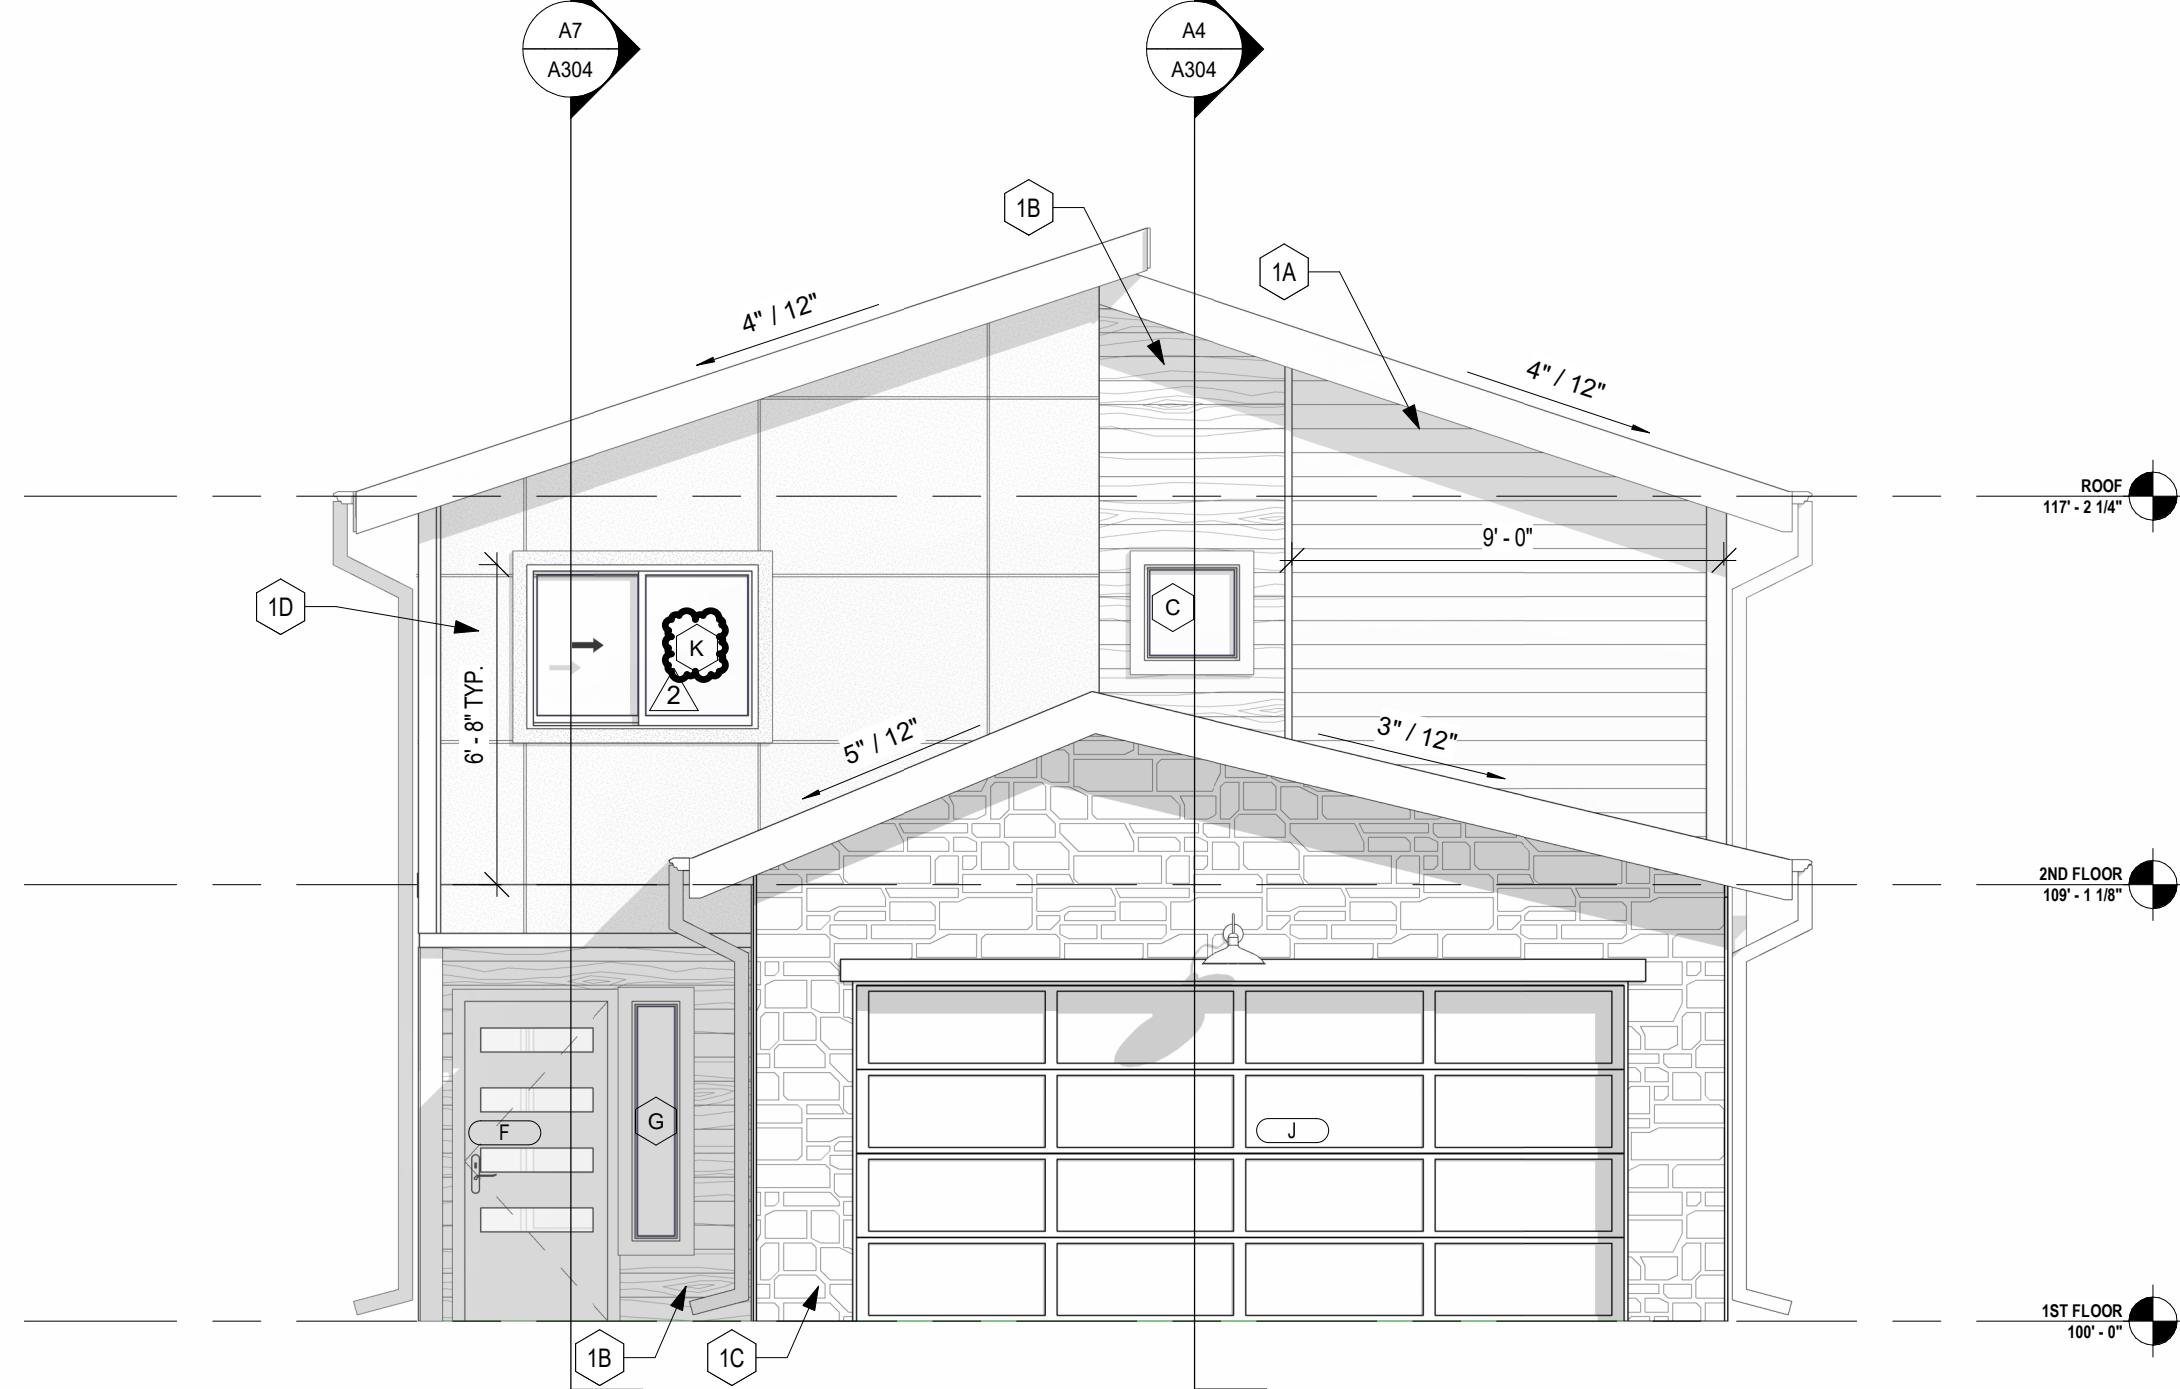 A7
A304
A4
A304
1B
1A
4" / 12"
4" / 12"
ROOF
117' - 2 1/4"
9' - 0"
1D
C
K
2
6' - 8" TYP.
5" / 12"
3" / 12"
2ND FLOOR
109' - 1 1/8"
G
F
J
1ST FLOOR
100' - 0"
1B
1C